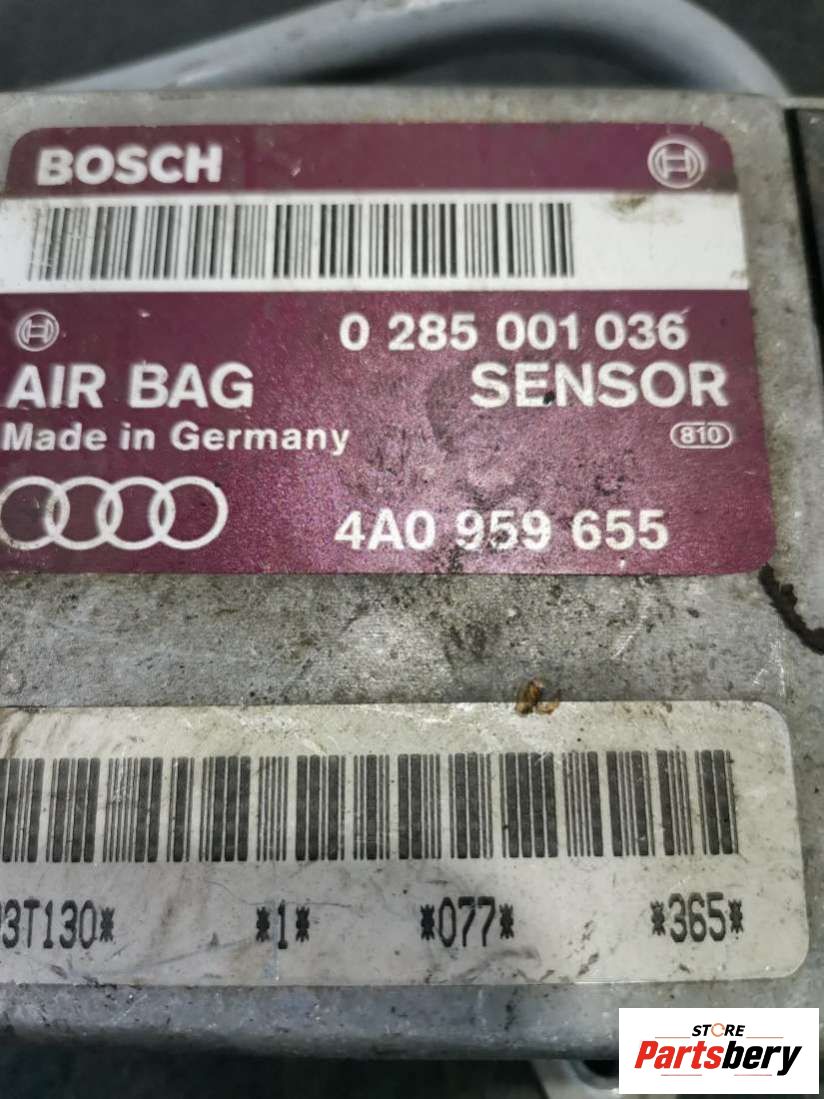 BOSCH
0 285 001 036
AIR BAG SENSOR
Made in Germany 810
4A0 959 655
3T130* *1* *077* *365*
STORE
Partsbery